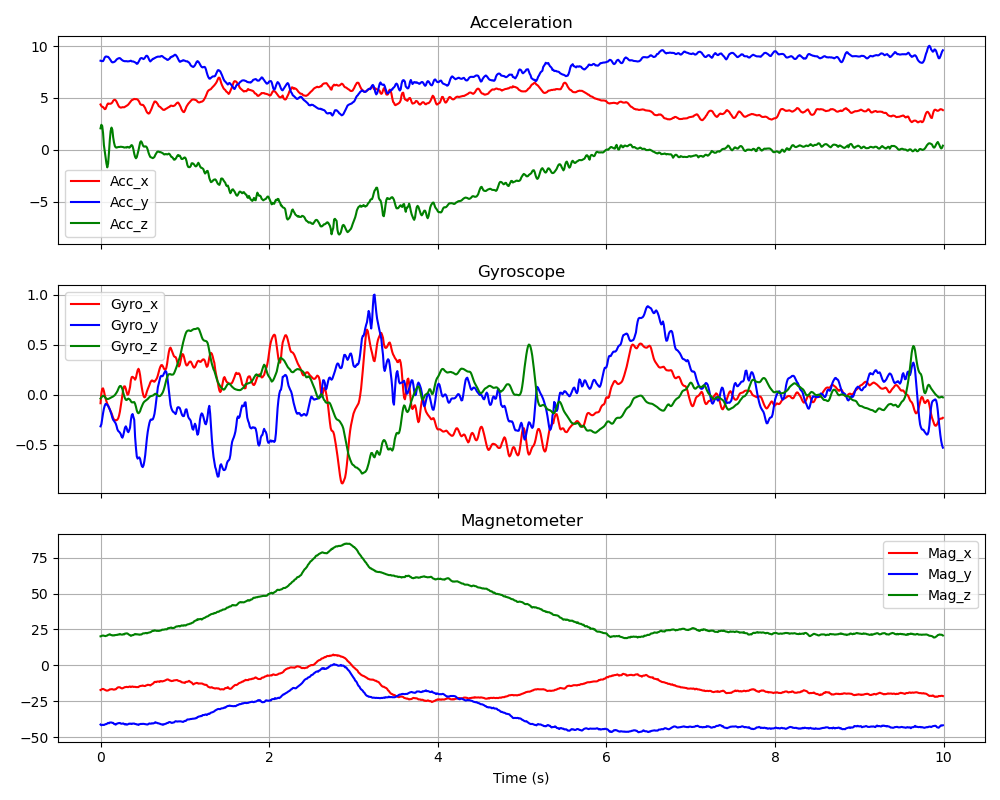 Acceleration
10
5
0
−5
Acc_x
Acc_y
Acc_z
Gyroscope
1.0
0.5
0.0
−0.5
Gyro_x
Gyro_y
Gyro_z
Magnetometer
75
50
25
0
−25
−50
Mag_x
Mag_y
Mag_z
0 2 4 6 8 10
Time (s)